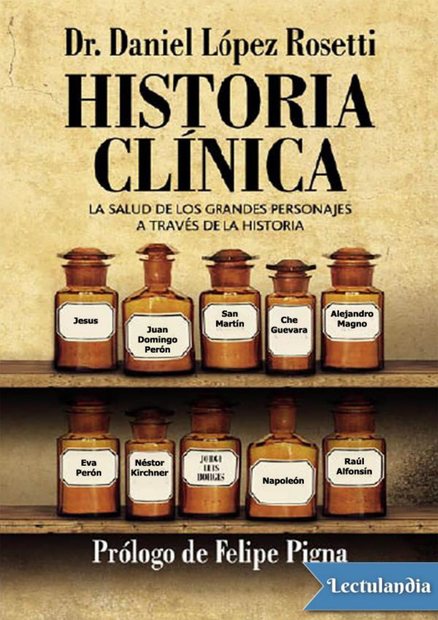 Dr. Daniel López Rosetti
HISTORIA
CLÍNICA
LA SALUD DE LOS GRANDES PERSONAJES
A TRAVÉS DE LA HISTORIA
Jesus
Juan
Domingo
Perón
San
Martín
Che
Guevara
Alejandro
Magno
Eva
Perón
Néstor
Kirchner
JORGE
LUIS
BORGES
Napoleón
Raúl
Alfonsín
Prólogo de Felipe Pigna
Lectulandia